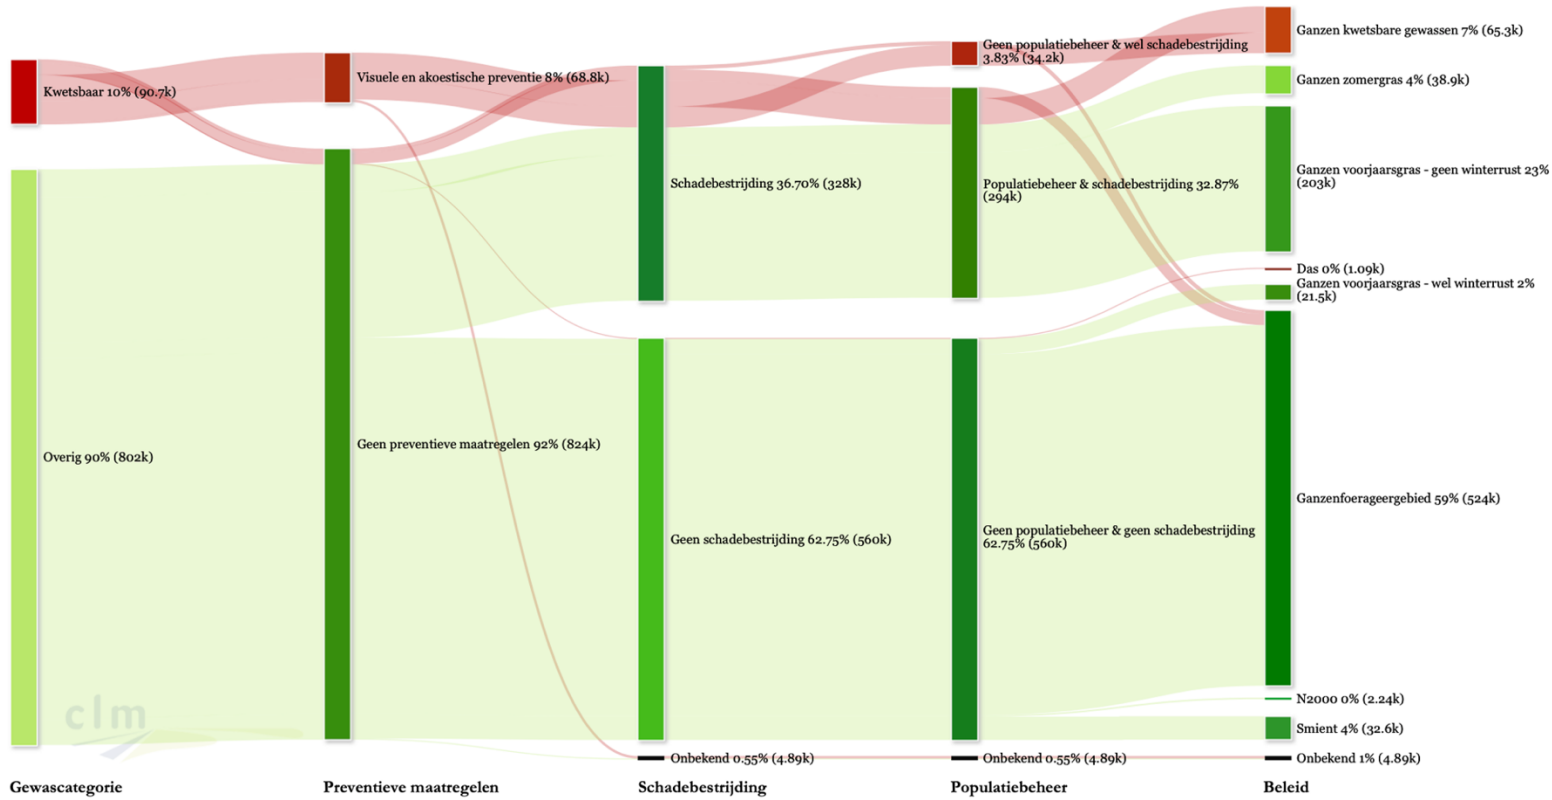 Kwetsbaar 10% (90.7k)
Overig 90% (802k)
clm
Gewascategorie
Visuele en akoestische preventie 8% (68.8k)
Geen preventieve maatregelen 92% (824k)
Preventieve maatregelen
Schadebestrijding 36.70% (328k)
Geen schadebestrijding 62.75% (560k)
Onbekend 0.55% (4.89k)
Schadebestrijding
Geen populatiebeheer & wel schadebestrijding
3.83% (34.2k)
Populatiebeheer & schadebestrijding 32.87%
(294k)
Geen populatiebeheer & geen schadebestrijding
62.75% (560k)
Onbekend 0.55% (4.89k)
Populatiebeheer
Ganzen kwetsbare gewassen 7% (65.3k)
Ganzen zomergras 4% (38.9k)
Ganzen voorjaarsgras - geen winterrust 23%
(203k)
Das 0% (1.09k)
Ganzen voorjaarsgras - wel winterrust 2%
(21.5k)
Ganzenfoerageergebied 59% (524k)
N2000 0% (2.24k)
Smient 4% (32.6k)
Onbekend 1% (4.89k)
Beleid